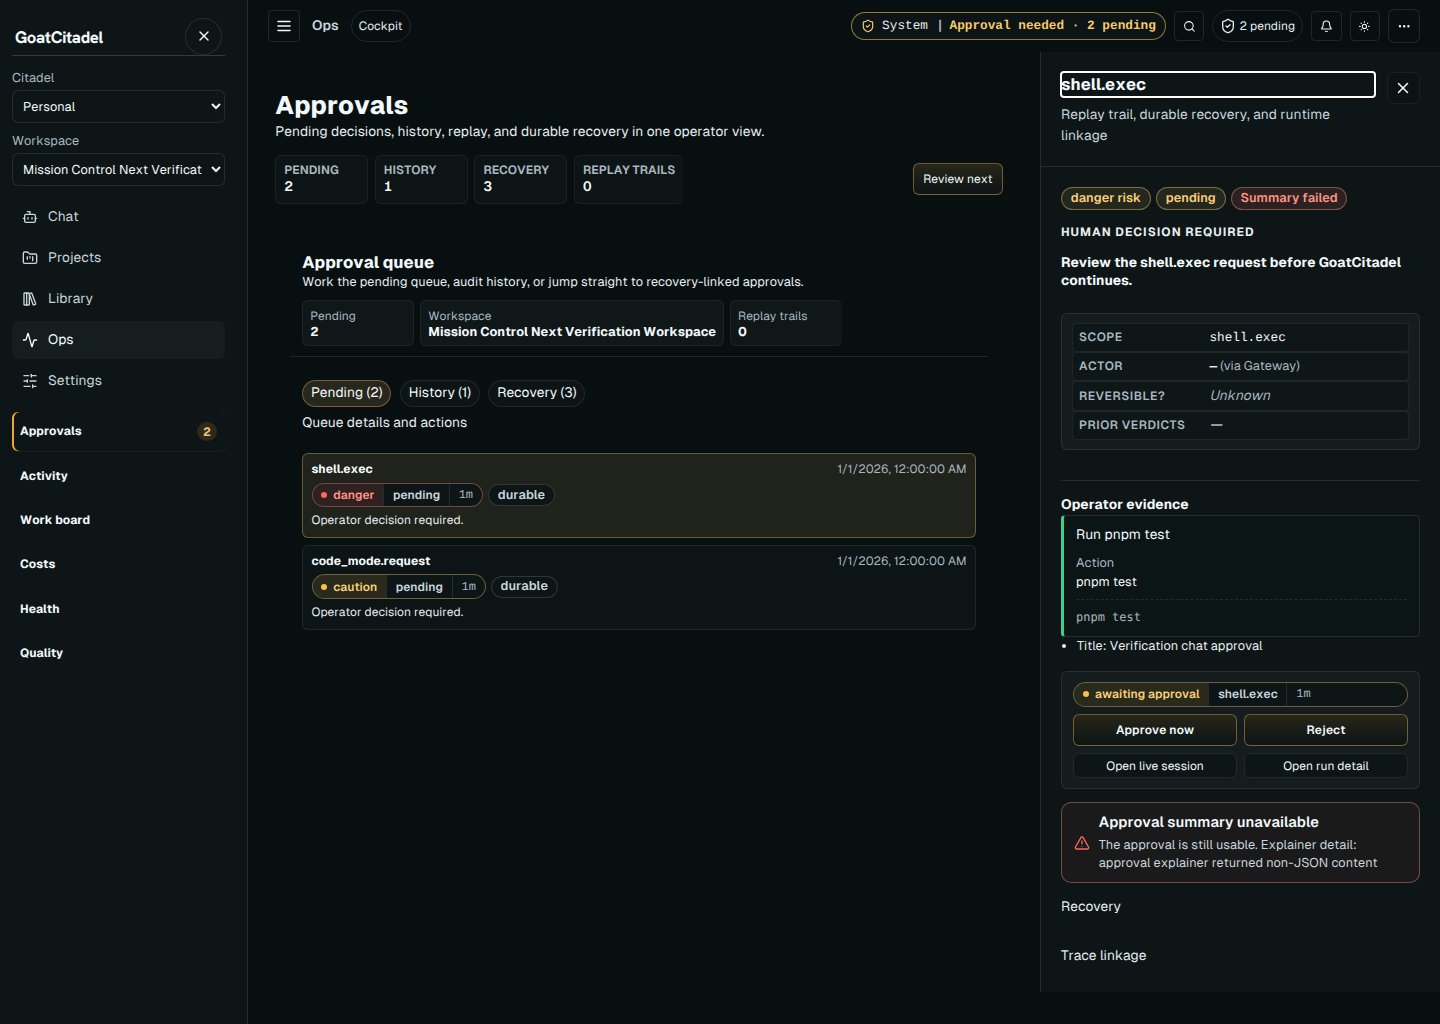 GoatCitadel
Citadel
Personal
Workspace
Mission Control Next Verificat
Chat
Projects
Library
Ops
Settings
Approvals 2
Activity
Work board
Costs
Health
Quality
Ops Cockpit
System | Approval needed · 2 pending
2 pending
Approvals
Pending decisions, history, replay, and durable recovery in one operator view.
PENDING HISTORY RECOVERY REPLAY TRAILS
2 1 3 0
Review next
Approval queue
Work the pending queue, audit history, or jump straight to recovery-linked approvals.
Pending Workspace Replay trails
2 Mission Control Next Verification Workspace 0
Pending (2) History (1) Recovery (3)
Queue details and actions
shell.exec 1/1/2026, 12:00:00 AM
danger pending 1m durable
Operator decision required.
code_mode.request 1/1/2026, 12:00:00 AM
caution pending 1m durable
Operator decision required.
shell.exec
Replay trail, durable recovery, and runtime
linkage
danger risk pending Summary failed
HUMAN DECISION REQUIRED
Review the shell.exec request before GoatCitadel
continues.
SCOPE shell.exec
ACTOR — (via Gateway)
REVERSIBLE? Unknown
PRIOR VERDICTS —
Operator evidence
Run pnpm test
Action
pnpm test
pnpm test
• Title: Verification chat approval
awaiting approval shell.exec 1m
Approve now Reject
Open live session Open run detail
Approval summary unavailable
The approval is still usable. Explainer detail:
approval explainer returned non-JSON content
Recovery
Trace linkage